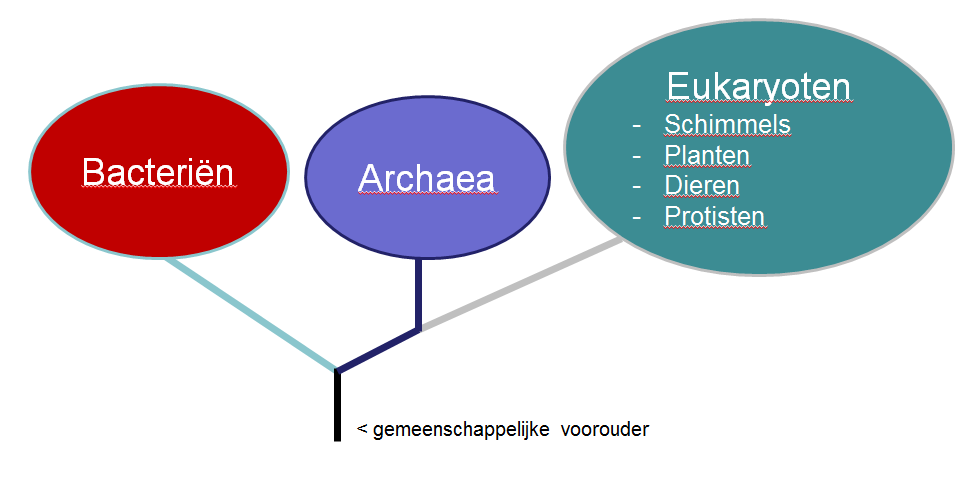 Bacteriën
Archaea
Eukaryoten
- Schimmels
- Planten
- Dieren
- Protisten
< gemeenschappelijke voorouder